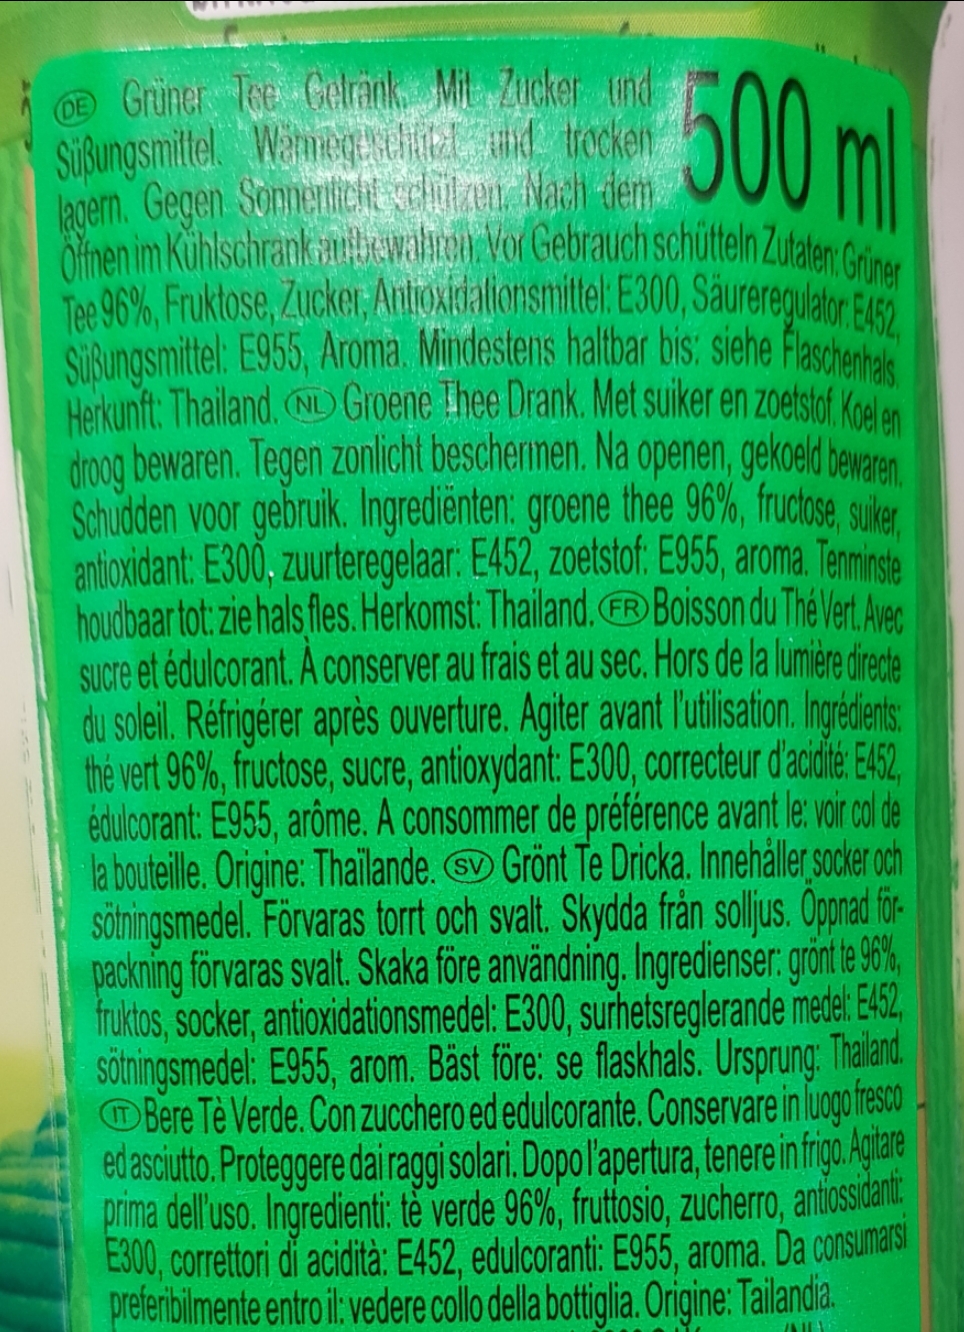 DE Grüner Tee Getränk. Mit Zucker und
500 ml
Süßungsmittel. Wärmegeschützt und trocken
lagern. Gegen Sonnenlicht schützen. Nach dem
Öffnen im Kühlschrank aufbewahren. Vor Gebrauch schütteln Zutaten: Grüner
Tee 96%, Fruktose, Zucker, Antioxidationsmittel: E300, Säureregulator: E452,
Süßungsmittel: E955, Aroma. Mindestens haltbar bis: siehe Flaschenhals.
Herkunft: Thailand. NL Groene Thee Drank. Met suiker en zoetstof. Koel en
droog bewaren. Tegen zonlicht beschermen. Na openen, gekoeld bewaren.
Schudden voor gebruik. Ingrediënten: groene thee 96%, fructose, suiker,
antioxidant: E300, zuurteregelaar: E452, zoetstof: E955, aroma. Tenminste
houdbaar tot: zie hals fles. Herkomst: Thailand. FR Boisson du Thé Vert. Avec
sucre et édulcorant. À conserver au frais et au sec. Hors de la lumière directe
du soleil. Réfrigérer après ouverture. Agiter avant l'utilisation. Ingrédients:
thé vert 96%, fructose, sucre, antioxydant: E300, correcteur d'acidité: E452,
édulcorant: E955, arôme. A consommer de préférence avant le: voir col de
la bouteille. Origine: Thaïlande. SV Grönt Te Dricka. Innehåller socker och
sötningsmedel. Förvaras torrt och svalt. Skydda från solljus. Öppnad för-
packning förvaras svalt. Skaka före användning. Ingredienser: grönt te 96%,
fruktos, socker, antioxidationsmedel: E300, surhetsreglerande medel: E452,
sötningsmedel: E955, arom. Bäst före: se flaskhals. Ursprung: Thailand.
IT Bere Tè Verde. Con zucchero ed edulcorante. Conservare in luogo fresco
ed asciutto. Proteggere dai raggi solari. Dopo l'apertura, tenere in frigo. Agitare
prima dell'uso. Ingredienti: tè verde 96%, fruttosio, zucherro, antiossidanti:
E300, correttori di acidità: E452, edulcoranti: E955, aroma. Da consumarsi
preferibilmente entro il: vedere collo della bottiglia. Origine: Tailandia.